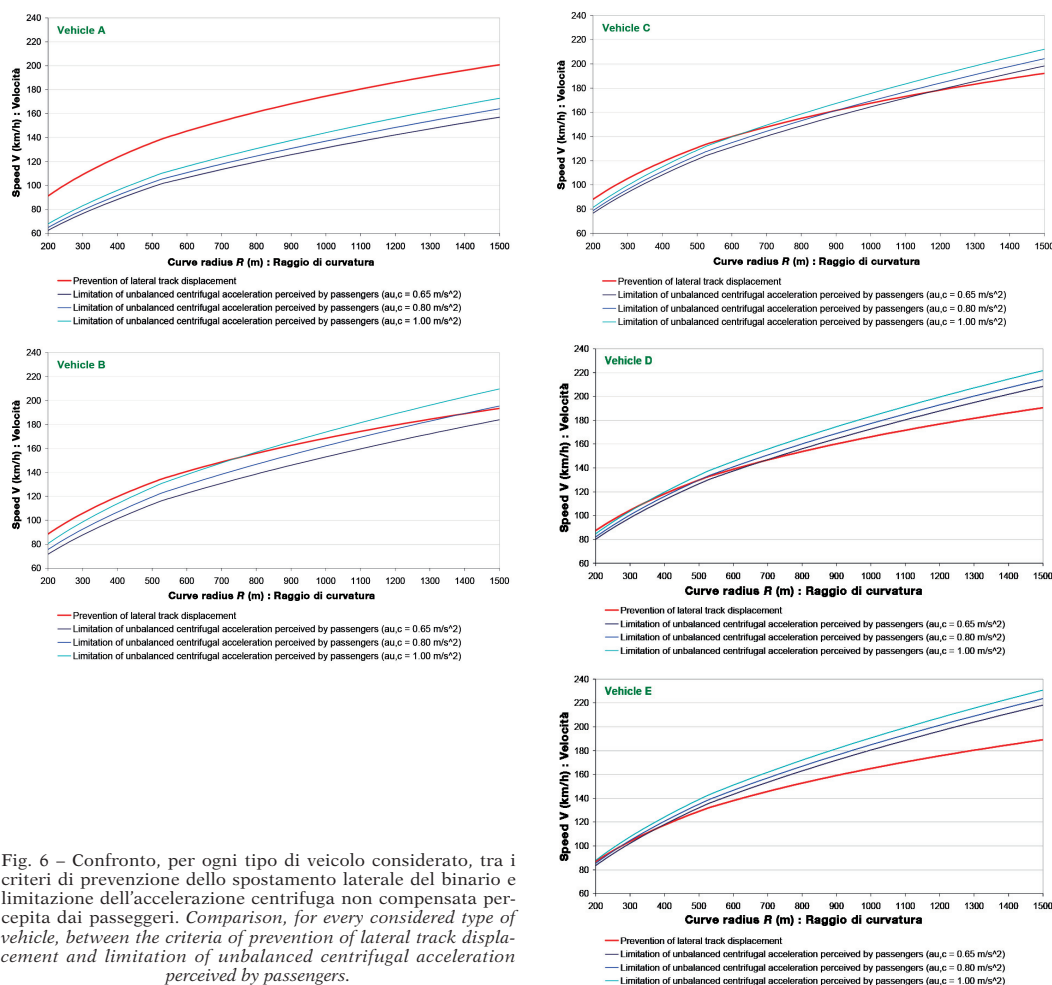 Vehicle A
240
220
200
180
160
140
120
100
80
60
Speed V (km/h) : Velocità
200 300 400 500 600 700 800 900 1000 1100 1200 1300 1400 1500
Curve radius R (m) : Raggio di curvatura
Prevention of lateral track displacement
Limitation of unbalanced centrifugal acceleration perceived by passengers (au,c = 0.65 m/s^2)
Limitation of unbalanced centrifugal acceleration perceived by passengers (au,c = 0.80 m/s^2)
Limitation of unbalanced centrifugal acceleration perceived by passengers (au,c = 1.00 m/s^2)
Vehicle B
240
220
200
180
160
140
120
100
80
60
Speed V (km/h) : Velocità
200 300 400 500 600 700 800 900 1000 1100 1200 1300 1400 1500
Curve radius R (m) : Raggio di curvatura
Prevention of lateral track displacement
Limitation of unbalanced centrifugal acceleration perceived by passengers (au,c = 0.65 m/s^2)
Limitation of unbalanced centrifugal acceleration perceived by passengers (au,c = 0.80 m/s^2)
Limitation of unbalanced centrifugal acceleration perceived by passengers (au,c = 1.00 m/s^2)
Fig. 6 – Confronto, per ogni tipo di veicolo considerato, tra i
criteri di prevenzione dello spostamento laterale del binario e
limitazione dell'accelerazione centrifuga non compensata per-
cepita dai passeggeri. Comparison, for every considered type of
vehicle, between the criteria of prevention of lateral track displa-
cement and limitation of unbalanced centrifugal acceleration
perceived by passengers.
Vehicle C
240
220
200
180
160
140
120
100
80
60
Speed V (km/h) : Velocità
200 300 400 500 600 700 800 900 1000 1100 1200 1300 1400 1500
Curve radius R (m) : Raggio di curvatura
Prevention of lateral track displacement
Limitation of unbalanced centrifugal acceleration perceived by passengers (au,c = 0.65 m/s^2)
Limitation of unbalanced centrifugal acceleration perceived by passengers (au,c = 0.80 m/s^2)
Limitation of unbalanced centrifugal acceleration perceived by passengers (au,c = 1.00 m/s^2)
Vehicle D
240
220
200
180
160
140
120
100
80
60
Speed V (km/h) : Velocità
200 300 400 500 600 700 800 900 1000 1100 1200 1300 1400 1500
Curve radius R (m) : Raggio di curvatura
Prevention of lateral track displacement
Limitation of unbalanced centrifugal acceleration perceived by passengers (au,c = 0.65 m/s^2)
Limitation of unbalanced centrifugal acceleration perceived by passengers (au,c = 0.80 m/s^2)
Limitation of unbalanced centrifugal acceleration perceived by passengers (au,c = 1.00 m/s^2)
Vehicle E
240
220
200
180
160
140
120
100
80
60
Speed V (km/h) : Velocità
200 300 400 500 600 700 800 900 1000 1100 1200 1300 1400 1500
Curve radius R (m) : Raggio di curvatura
Prevention of lateral track displacement
Limitation of unbalanced centrifugal acceleration perceived by passengers (au,c = 0.65 m/s^2)
Limitation of unbalanced centrifugal acceleration perceived by passengers (au,c = 0.80 m/s^2)
Limitation of unbalanced centrifugal acceleration perceived by passengers (au,c = 1.00 m/s^2)